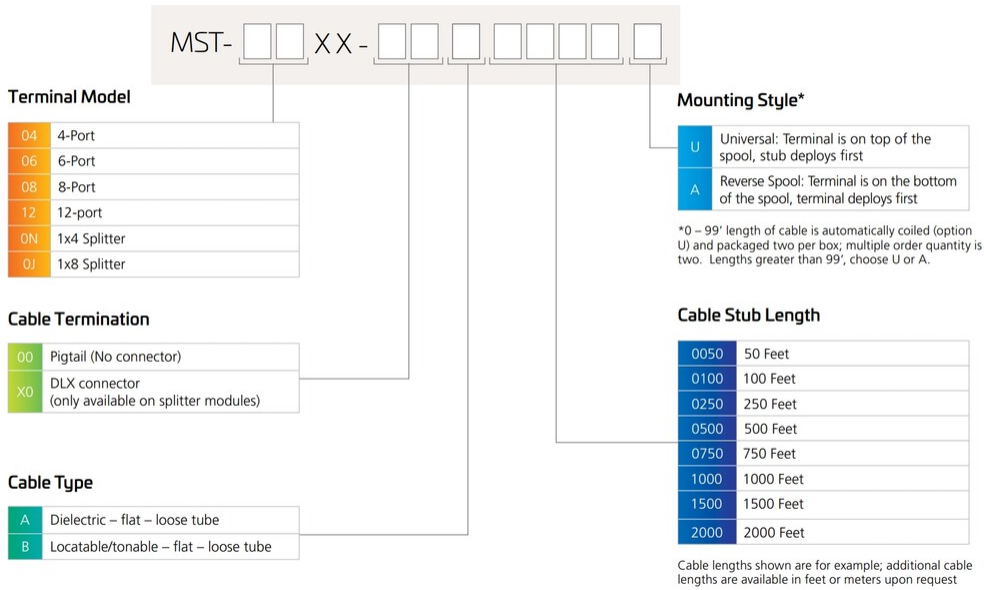 MST- XX-
Terminal Model
04 4-Port
06 6-Port
08 8-Port
12 12-port
0N 1x4 Splitter
0J 1x8 Splitter
Cable Termination
00 Pigtail (No connector)
X0 DLX connector
(only available on splitter modules)
Cable Type
A Dielectric – flat – loose tube
B Locatable/tonable – flat – loose tube
Mounting Style*
U Universal: Terminal is on top of the
spool, stub deploys first
A Reverse Spool: Terminal is on the bottom
of the spool, terminal deploys first
*0 – 99’ length of cable is automatically coiled (option
U) and packaged two per box; multiple order quantity is
two. Lengths greater than 99’, choose U or A.
Cable Stub Length
0050 50 Feet
0100 100 Feet
0250 250 Feet
0500 500 Feet
0750 750 Feet
1000 1000 Feet
1500 1500 Feet
2000 2000 Feet
Cable lengths shown are for example; additional cable
lengths are available in feet or meters upon request